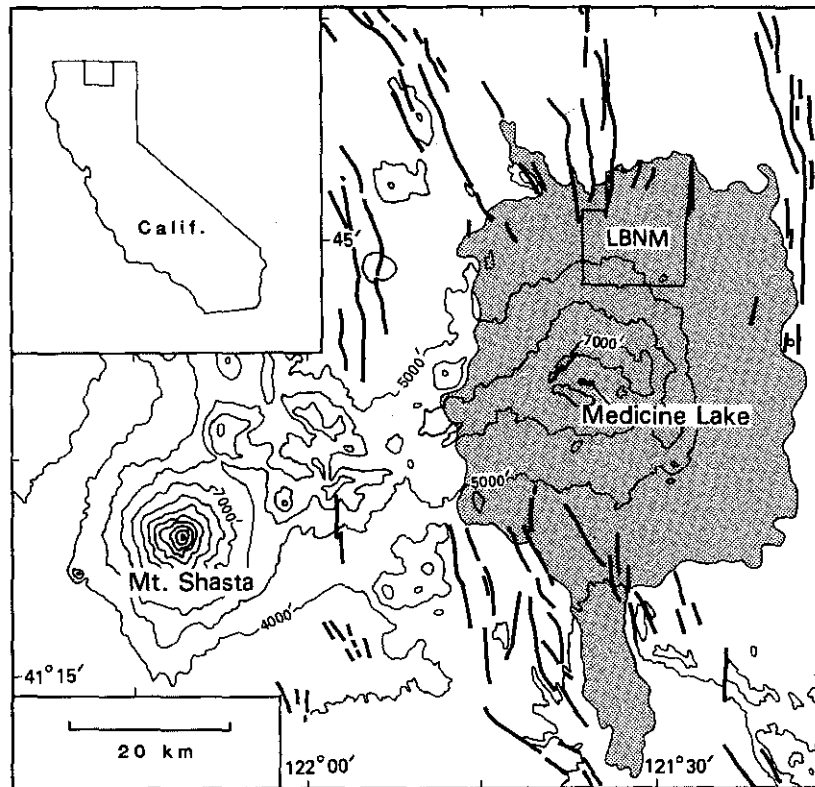 Calif.
45′
LBNM
7000′
5000′
Medicine Lake
5000′
7000′
Mt. Shasta
4000′
41°15′
20 km
122°00′
121°30′